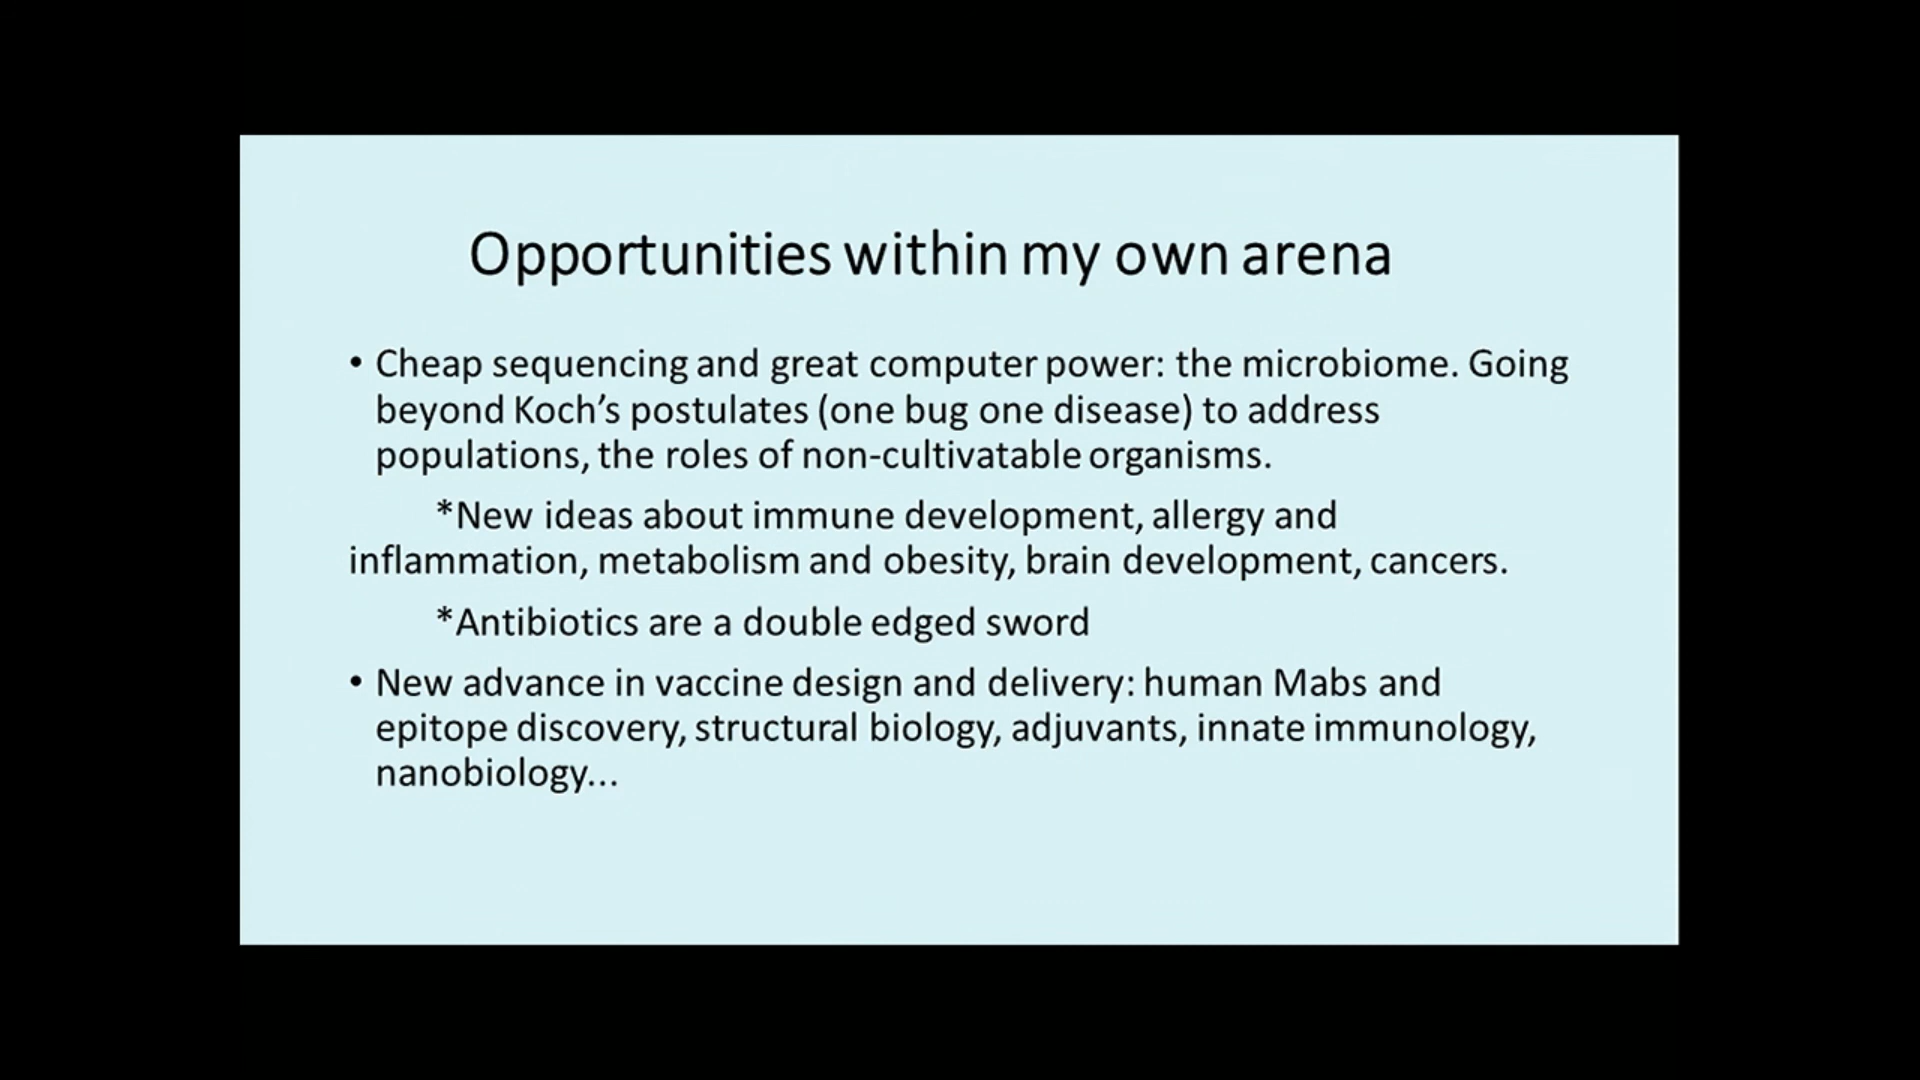 Opportunities within my own arena
• Cheap sequencing and great computer power: the microbiome. Going
beyond Koch’s postulates (one bug one disease) to address
populations, the roles of non-cultivatable organisms.
*New ideas about immune development, allergy and
inflammation, metabolism and obesity, brain development, cancers.
*Antibiotics are a double edged sword
• New advance in vaccine design and delivery: human Mabs and
epitope discovery, structural biology, adjuvants, innate immunology,
nanobiology...